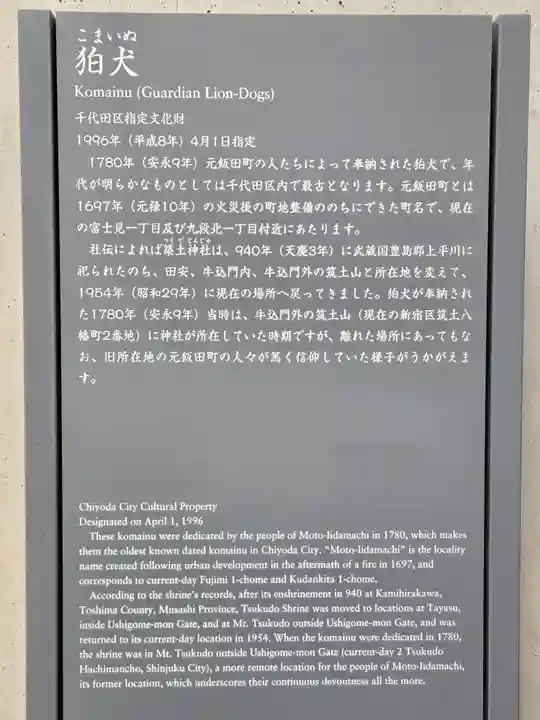 こまいぬ
狛犬
Komainu (Guardian Lion-Dogs)
千代田区指定文化財
1996年（平成8年）4月1日指定
1780年（安永9年）元飯田町の人たちによって奉納された狛犬で、年
代が明らかなものとしては千代田区内で最古となります。元飯田町とは
1697年（元禄10年）の火災後の町地整備ののちにできた町名で、現在
の富士見一丁目及び九段北一丁目付近にあたります。
つくどじんじゃ
社伝によれば築土神社は、940年（天慶3年）に武蔵国豊島郡上平川に
祀られたのち、田安、牛込門内、牛込門外の筑土山と所在地を変えて、
1954年（昭和29年）に現在の場所へ戻ってきました。狛犬が奉納され
た1780年（安永9年）当時は、牛込門外の筑土山（現在の新宿区筑土八
幡町2番地）に神社が所在していた時期ですが、離れた場所にあってもな
お、旧所在地の元飯田町の人々が篤く信仰していた様子がうかがえま
す。
Chiyoda City Cultural Property
Designated on April 1, 1996
These komainu were dedicated by the people of Moto-Iidamachi in 1780, which makes
them the oldest known dated komainu in Chiyoda City. "Moto-Iidamachi" is the locality
name created following urban development in the aftermath of a fire in 1697, and
corresponds to current-day Fujimi 1-chome and Kudankita 1-chome.
According to the shrine's records, after its enshrinement in 940 at Kamihirakawa,
Toshima County, Musashi Province, Tsukudo Shrine was moved to locations at Tayasu,
inside Ushigome-mon Gate, and at Mt. Tsukudo outside Ushigome-mon Gate, and was
returned to its current-day location in 1954. When the komainu were dedicated in 1780,
the shrine was in Mt. Tsukudo outside Ushigome-mon Gate (current-day 2 Tsukudo
Hachimancho, Shinjuku City), a more remote location for the people of Moto-Iidamachi,
its former location, which underscores their continuous devoutness all the more.